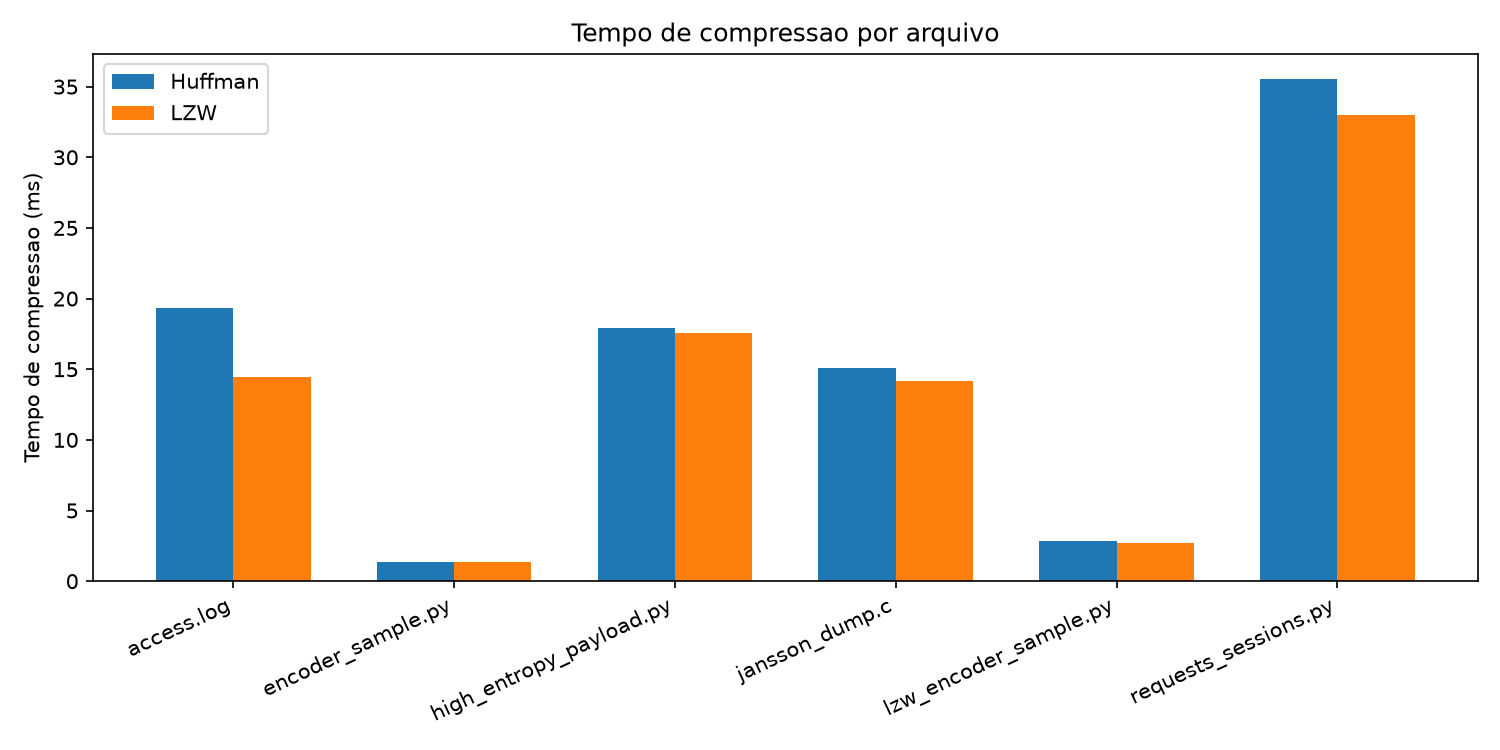 Tempo de compressao por arquivo
Huffman
LZW
Tempo de compressao (ms)
35
30
25
20
15
10
5
0
access.log
encoder_sample.py
high_entropy_payload.py
jansson_dump.c
lzw_encoder_sample.py
requests_sessions.py